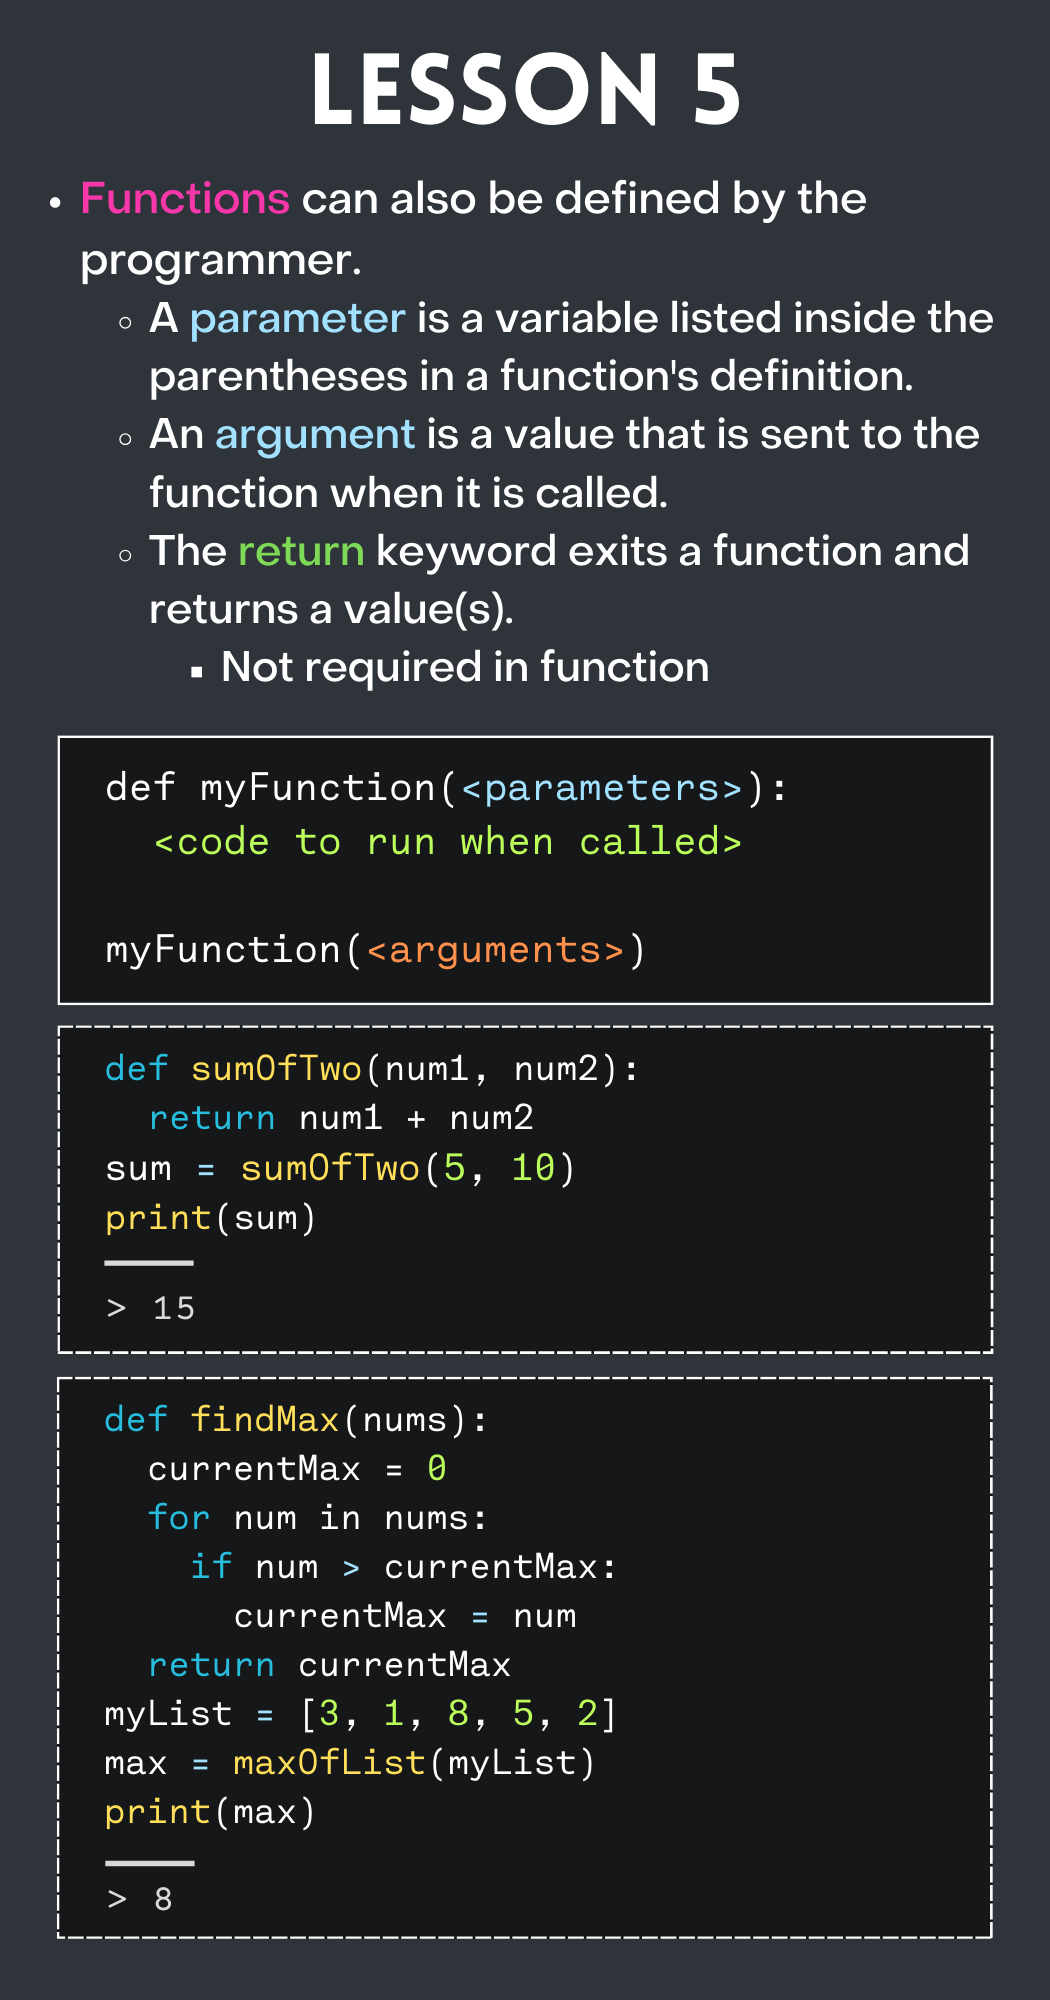 LESSON 5
• Functions can also be defined by the
programmer.
◦ A parameter is a variable listed inside the
parentheses in a function's definition.
◦ An argument is a value that is sent to the
function when it is called.
◦ The return keyword exits a function and
returns a value(s).
▪ Not required in function
def myFunction(<parameters>):
  <code to run when called>
myFunction(<arguments>)
def sumOfTwo(num1, num2):
  return num1 + num2
sum = sumOfTwo(5, 10)
print(sum)
> 15
def findMax(nums):
  currentMax = 0
  for num in nums:
    if num > currentMax:
      currentMax = num
  return currentMax
myList = [3, 1, 8, 5, 2]
max = maxOfList(myList)
print(max)
> 8